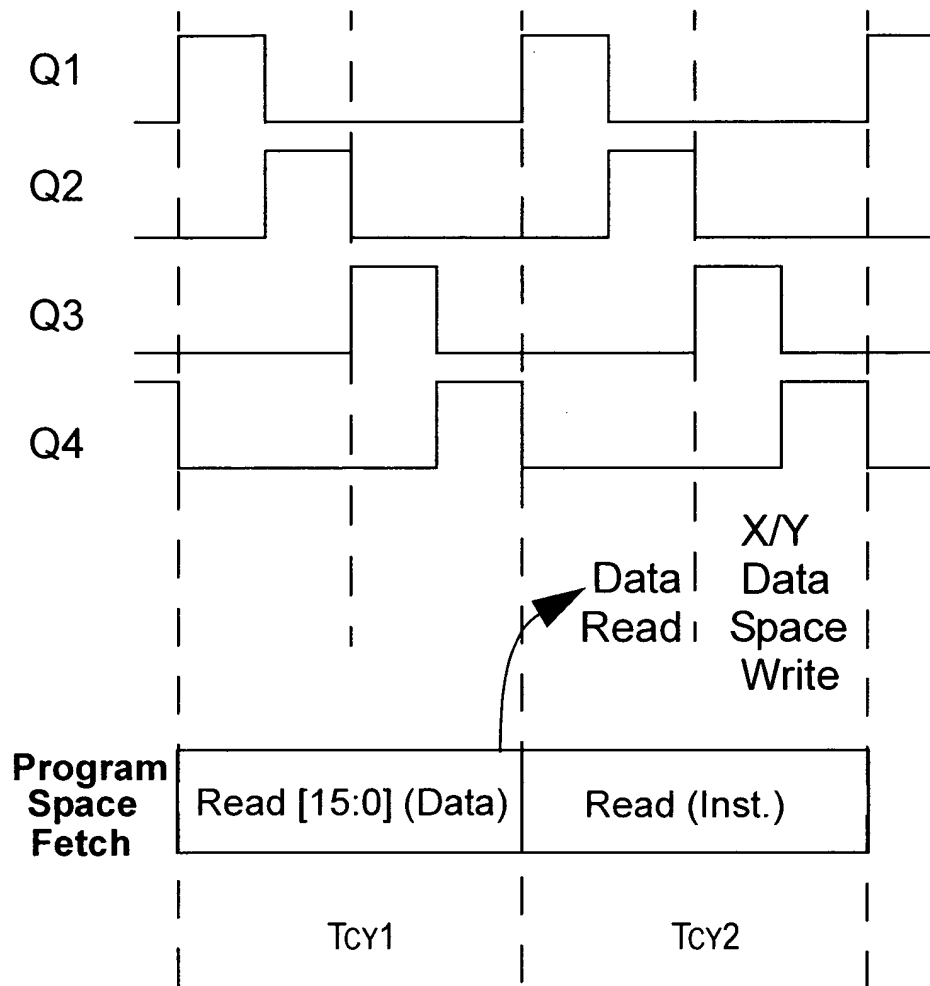 Q1
Q2
Q3
Q4
Data
Read
X/Y
Data
Space
Write
Program
Space
Fetch
Read [15:0] (Data)
Read (Inst.)
TCY1
TCY2